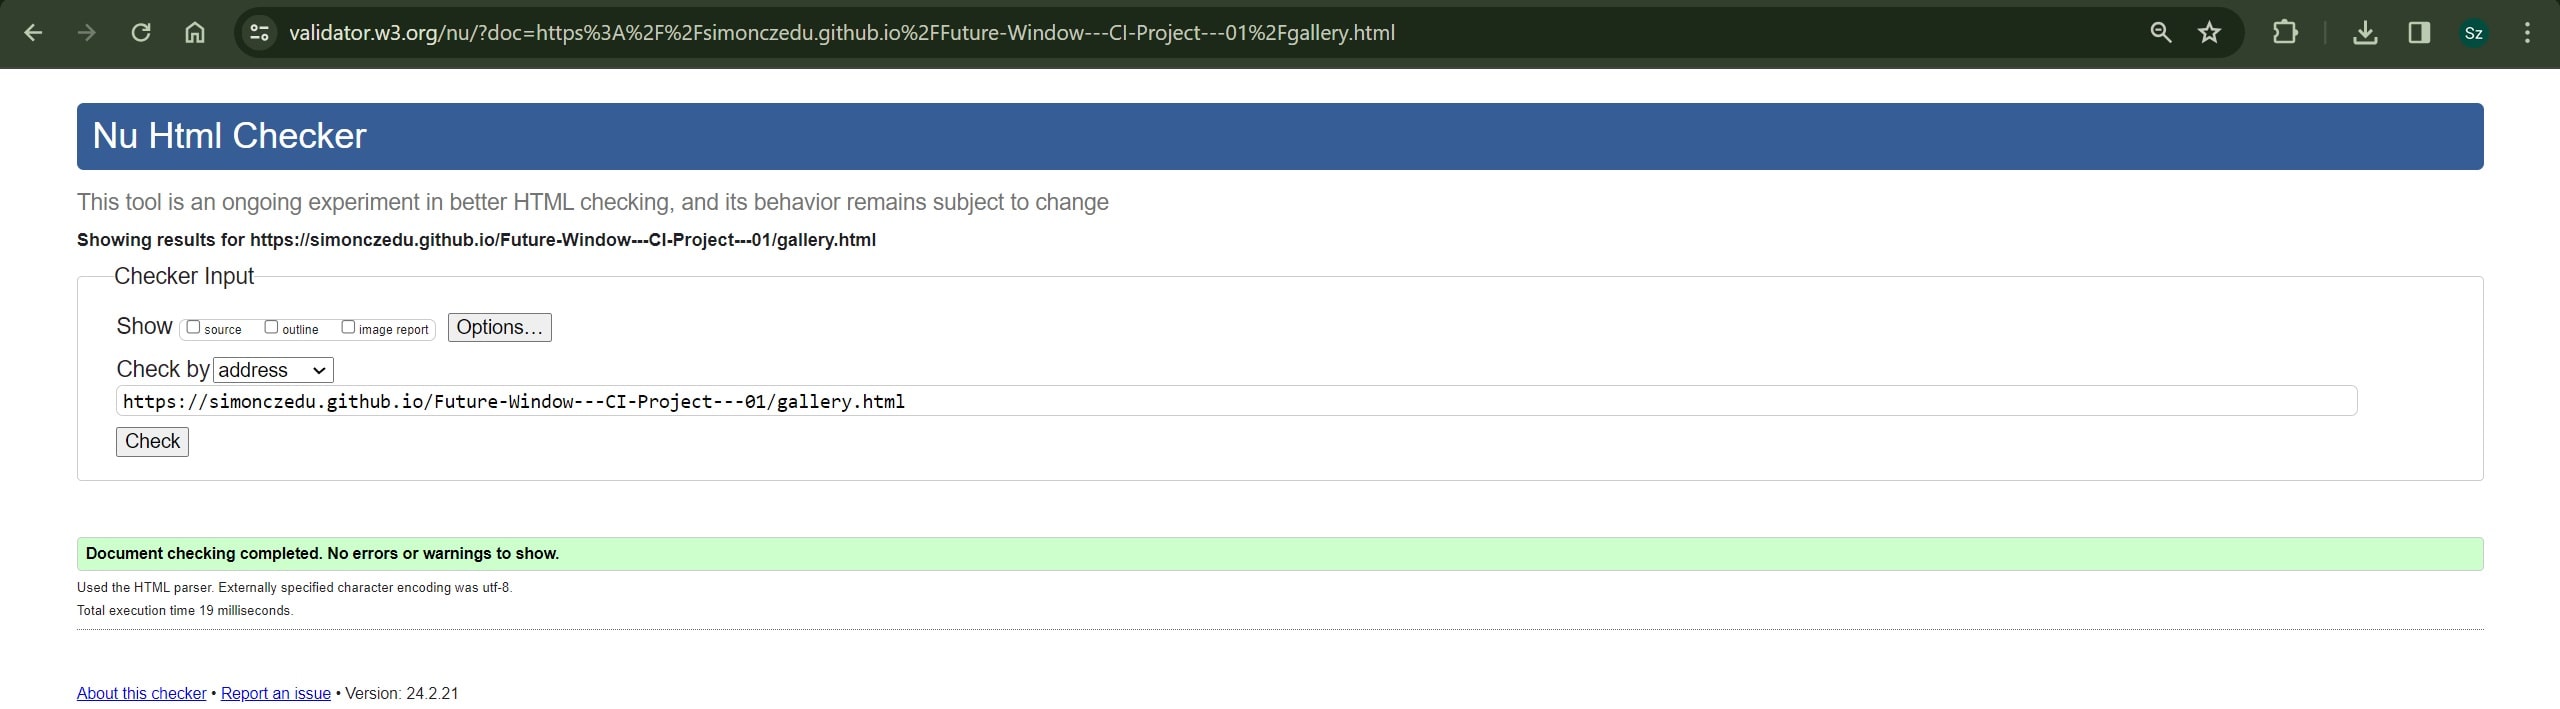 validator.w3.org/nu/?doc=https%3A%2F%2Fsimonczedu.github.io%2FFuture-Window---CI-Project---01%2Fgallery.html
Sz
Nu Html Checker
This tool is an ongoing experiment in better HTML checking, and its behavior remains subject to change
Showing results for https://simonczedu.github.io/Future-Window---CI-Project---01/gallery.html
Checker Input
Show source outline image report Options...
Check by address
https://simonczedu.github.io/Future-Window---CI-Project---01/gallery.html
Check
Document checking completed. No errors or warnings to show.
Used the HTML parser. Externally specified character encoding was utf-8.
Total execution time 19 milliseconds.
About this checker • Report an issue • Version: 24.2.21